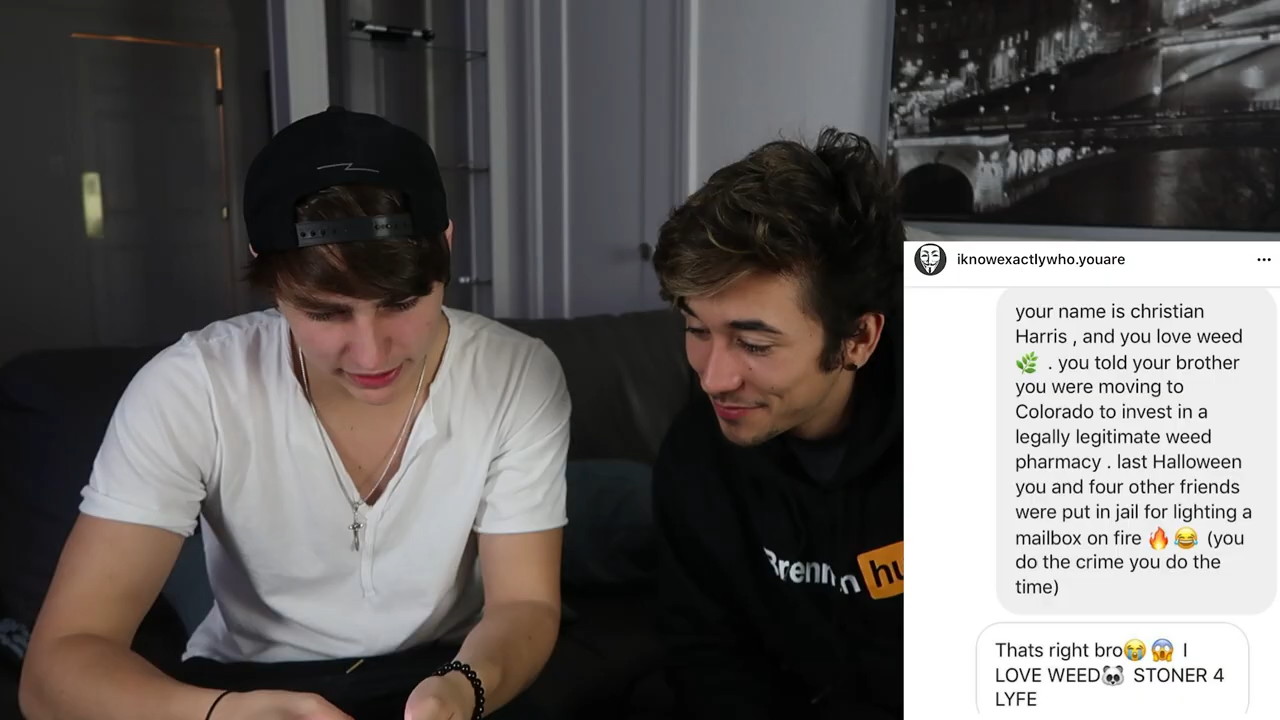 iknowexactlywho.youare
your name is christian
Harris , and you love weed
🌿 . you told your brother
you were moving to
Colorado to invest in a
legally legitimate weed
pharmacy . last Halloween
you and four other friends
were put in jail for lighting a
mailbox on fire 🔥😂 (you
do the crime you do the
time)
Thats right bro😭😱 I
LOVE WEED🐼 STONER 4
LYFE
Brennen hu